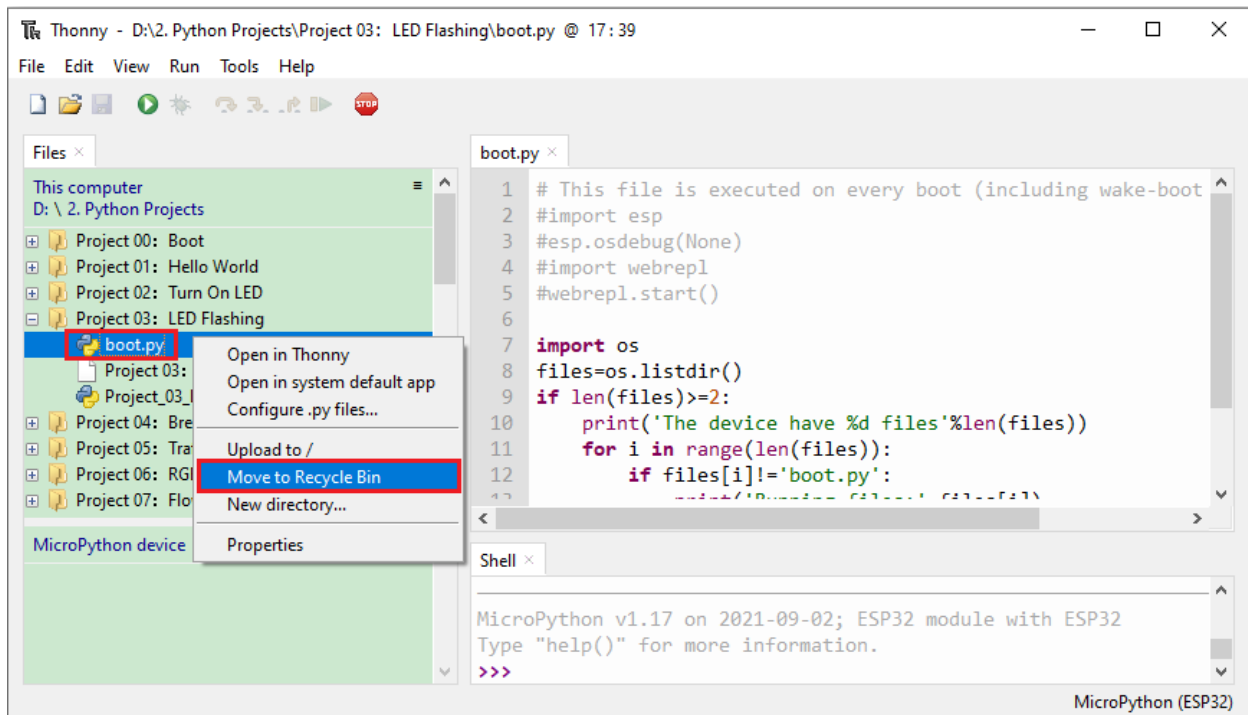 Thonny - D:\2. Python Projects\Project 03: LED Flashing\boot.py @ 17:39
File Edit View Run Tools Help
STOP
Files
This computer
D: \ 2. Python Projects
Project 00: Boot
Project 01: Hello World
Project 02: Turn On LED
Project 03: LED Flashing
boot.py
Project 03:
Project_03_
Project 04: Bre
Project 05: Tra
Project 06: RG
Project 07: Flo
MicroPython device
Open in Thonny
Open in system default app
Configure .py files...
Upload to /
Move to Recycle Bin
New directory...
Properties
boot.py
1 # This file is executed on every boot (including wake-boot
2 #import esp
3 #esp.osdebug(None)
4 #import webrepl
5 #webrepl.start()
6
7 import os
8 files=os.listdir()
9 if len(files)>=2:
10 print('The device have %d files'%len(files))
11 for i in range(len(files)):
12 if files[i]!='boot.py':
Shell
MicroPython v1.17 on 2021-09-02; ESP32 module with ESP32
Type "help()" for more information.
>>>
MicroPython (ESP32)